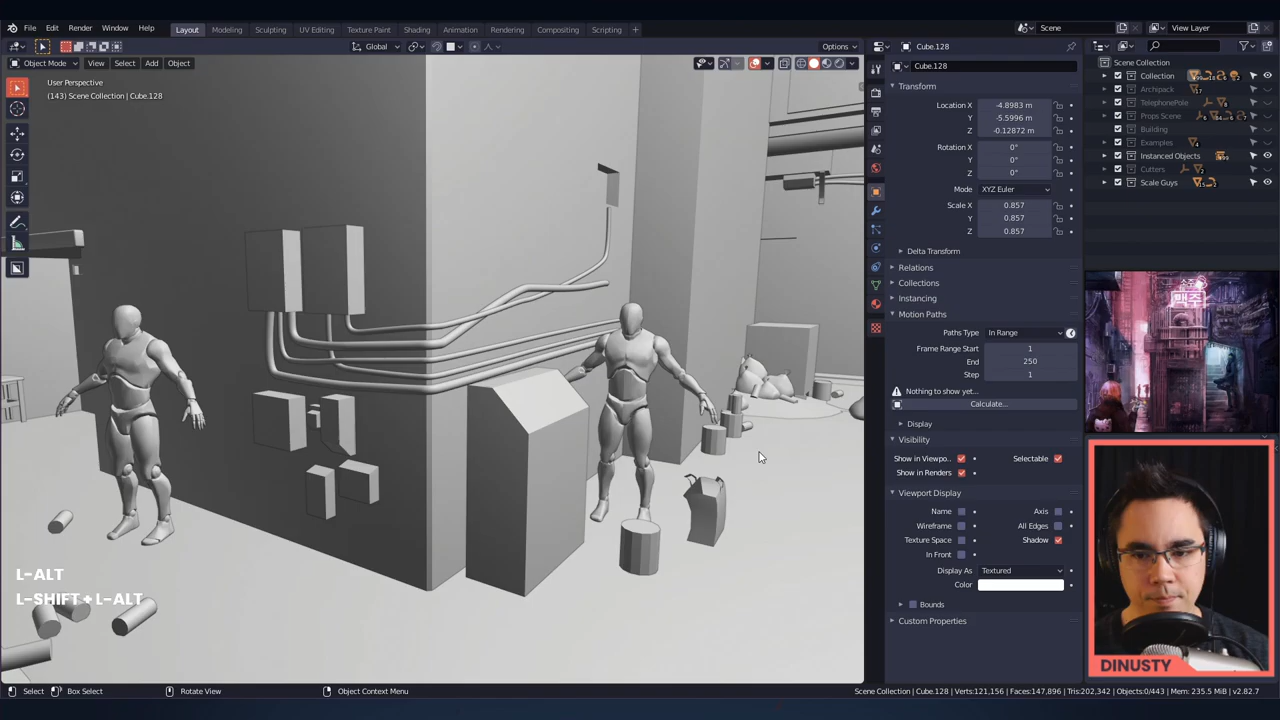 File Edit Render Window Help Layout Modeling Sculpting UV Editing Texture Paint Shading Animation Rendering Compositing Scripting + Scene View Layer
Global Options Cube.128
Object Mode View Select Add Object Cube.128 Scene Collection
User Perspective
(143) Scene Collection | Cube.128
Transform Collection
Archipack
Location X -4.8983 m TelephonePole
Y -5.5996 m Props Scene
Z -0.12872 m Building
Rotation X 0° Examples
Y 0° Instanced Objects
Z 0° Cutters
Mode XYZ Euler Scale Guys
Scale X 0.857
Y 0.857
Z 0.857
Delta Transform
Relations
Collections
Instancing
Motion Paths
Paths Type In Range
Frame Range Start 1
End 250
Step 1
Nothing to show yet...
Calculate...
Display
Visibility
Show in Viewpo.. Selectable
Show in Renders
Viewport Display
Name Axis
Wireframe All Edges
Texture Space Shadow
In Front
Display As Textured
Color
Bounds
Custom Properties
맥주
L-ALT
L-SHIFT + L-ALT
DINUSTY
Select Box Select Rotate View Object Context Menu Scene Collection | Cube.128 | Verts:121,156 | Faces:147,896 | Tris:202,342 | Objects:0/443 | Mem: 235.5 MiB | v2.82.7